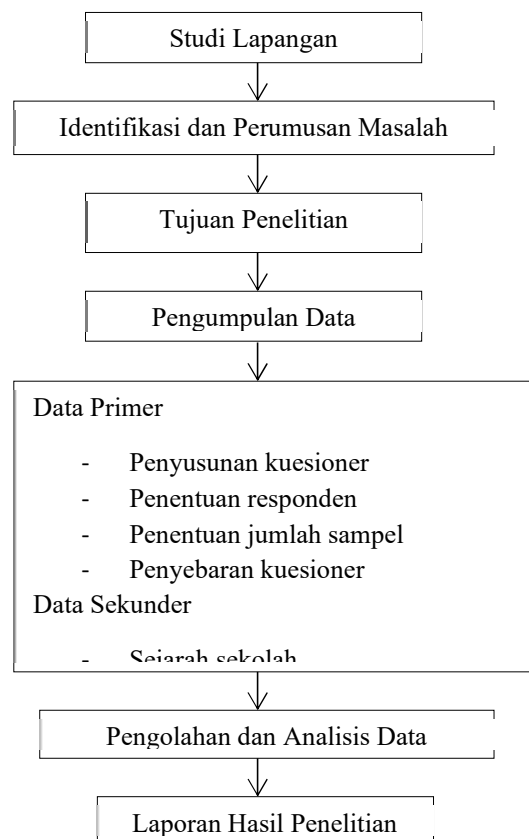 Studi Lapangan
Identifikasi dan Perumusan Masalah
Tujuan Penelitian
Pengumpulan Data
Data Primer
- Penyusunan kuesioner
- Penentuan responden
- Penentuan jumlah sampel
- Penyebaran kuesioner
Data Sekunder
- Sejarah sekolah
Pengolahan dan Analisis Data
Laporan Hasil Penelitian